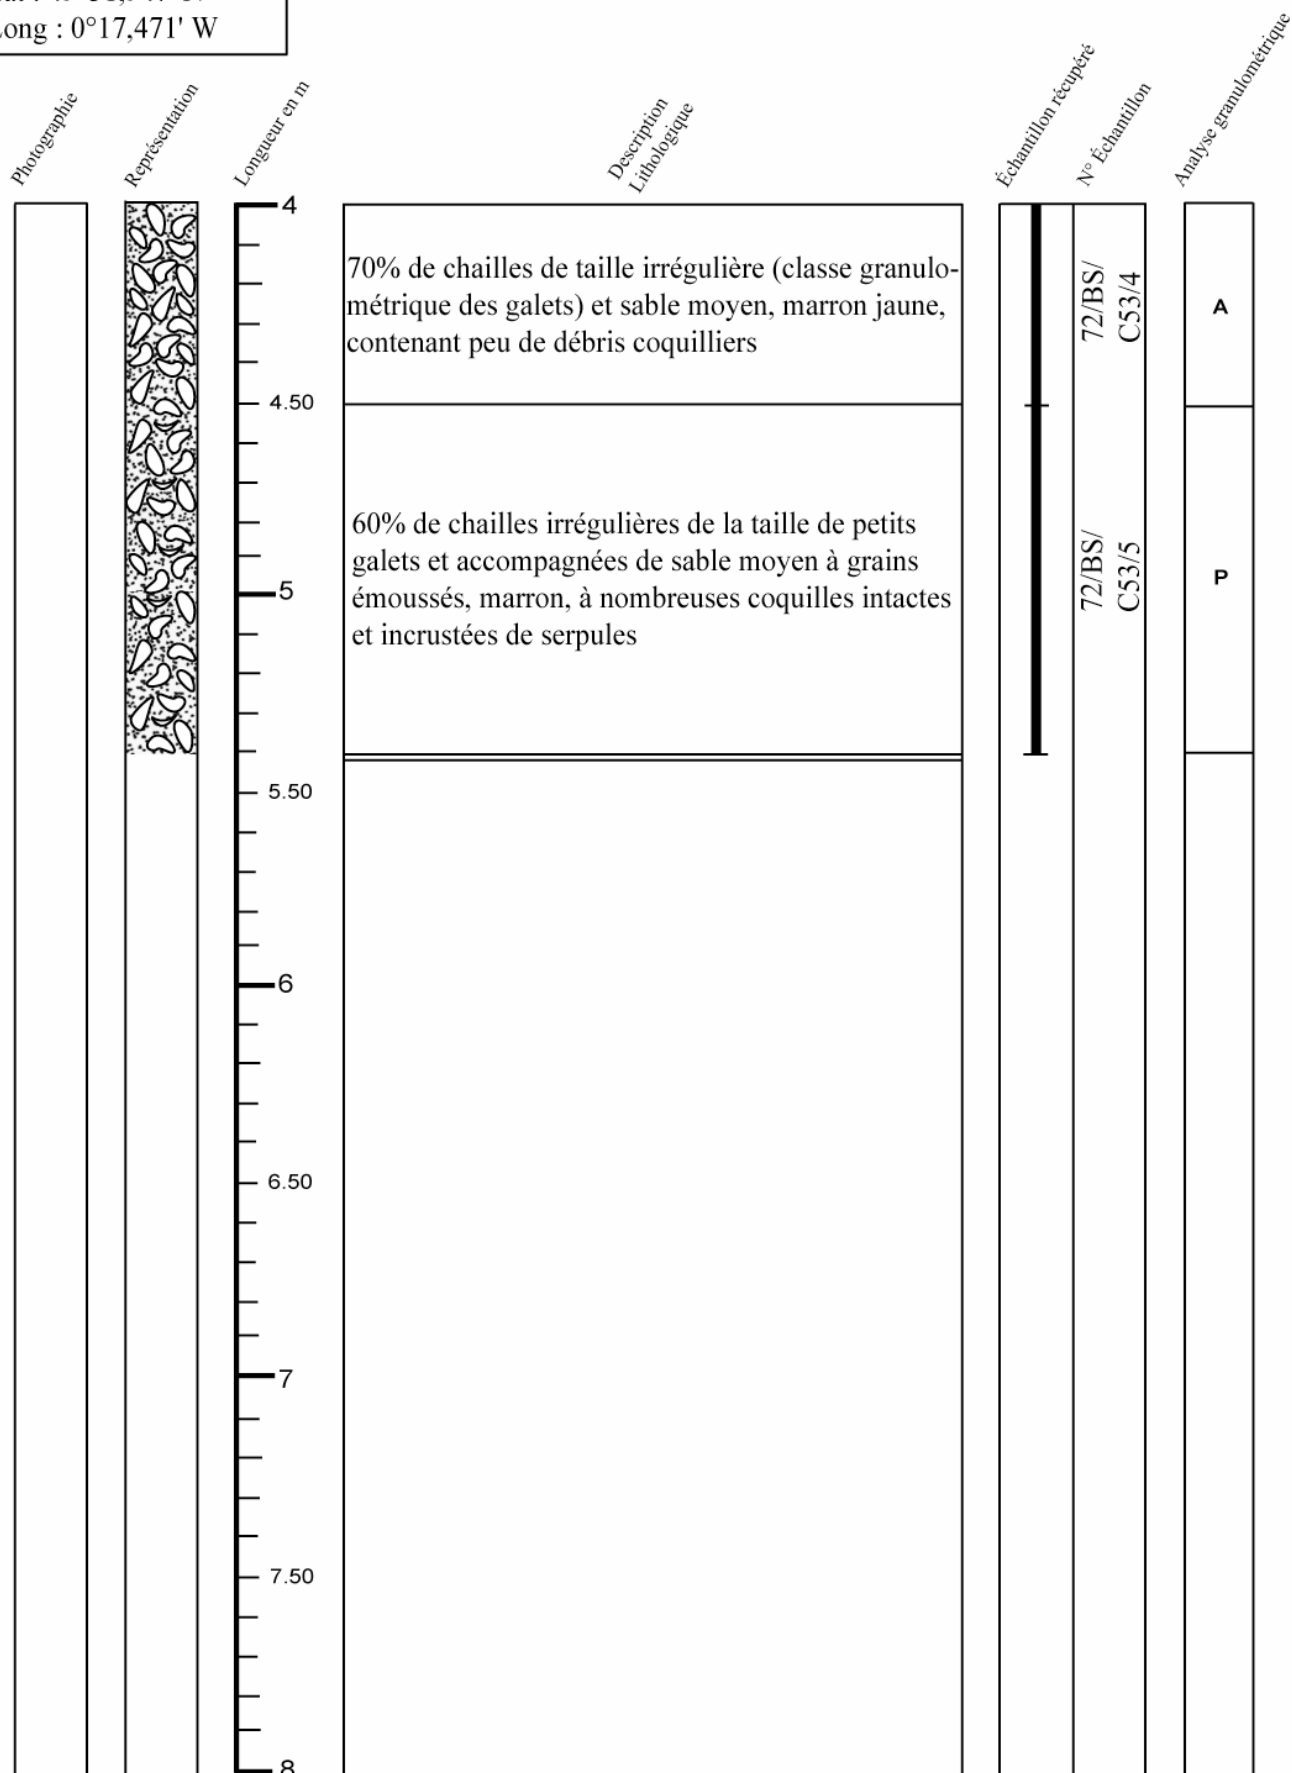 Long : 0°17,471' W
Photographie
Représentation
Longueur en m
Description
Lithologique
Échantillon récupéré
N° Échantillon
Analyse granulométrique
4
70% de chailles de taille irrégulière (classe granulo-
métrique des galets) et sable moyen, marron jaune,
contenant peu de débris coquilliers
72/BS/
C53/4
A
4.50
60% de chailles irrégulières de la taille de petits
galets et accompagnées de sable moyen à grains
émoussés, marron, à nombreuses coquilles intactes
et incrustées de serpules
72/BS/
C53/5
P
5
5.50
6
6.50
7
7.50
8